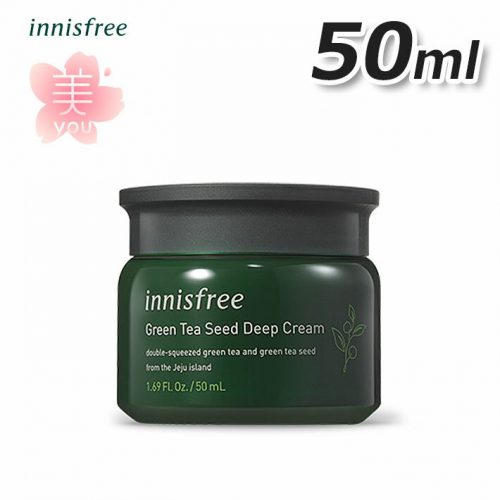 innisfree
50ml
美
YOU
innisfree
Green Tea Seed Deep Cream
double-squeezed green tea and green tea seed
from the Jeju island
1.69 Fl. Oz. / 50 mL